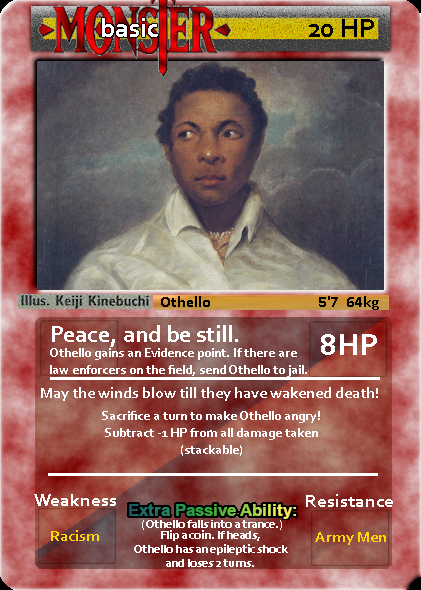 MONSTER
basic
20 HP
Illus. Keiji Kinebuchi
Othello
5'7 64kg
Peace, and be still.
8HP
Othello gains an Evidence point. If there are
law enforcers on the field, send Othello to jail.
May the winds blow till they have wakened death!
Sacrifice a turn to make Othello angry!
Subtract -1 HP from all damage taken
(stackable)
Weakness
Racism
Extra Passive Ability:
(Othello falls into a trance.)
Flip a coin. If heads,
Othello has an epileptic shock
and loses 2 turns.
Resistance
Army Men